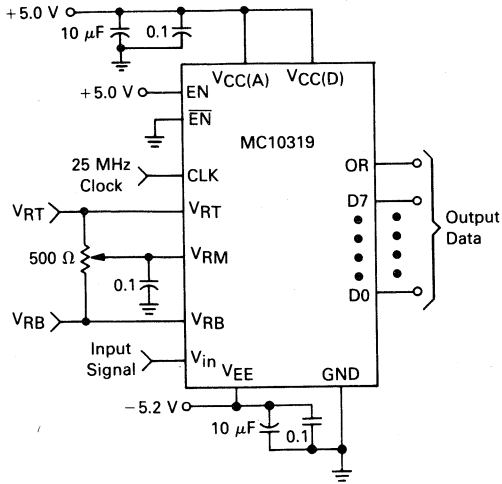 +5.0 V
10 µF
0.1
VCC(A)
VCC(D)
+5.0 V
EN
EN
MC10319
25 MHz
Clock
CLK
OR
VRT
VRT
D7
500 Ω
VRM
Output
Data
0.1
D0
VRB
VRB
Input
Signal
Vin
VEE
GND
−5.2 V
10 µF
0.1